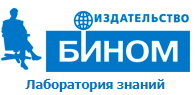 ИЗДАТЕЛЬСТВО
БИНОМ
Лаборатория знаний